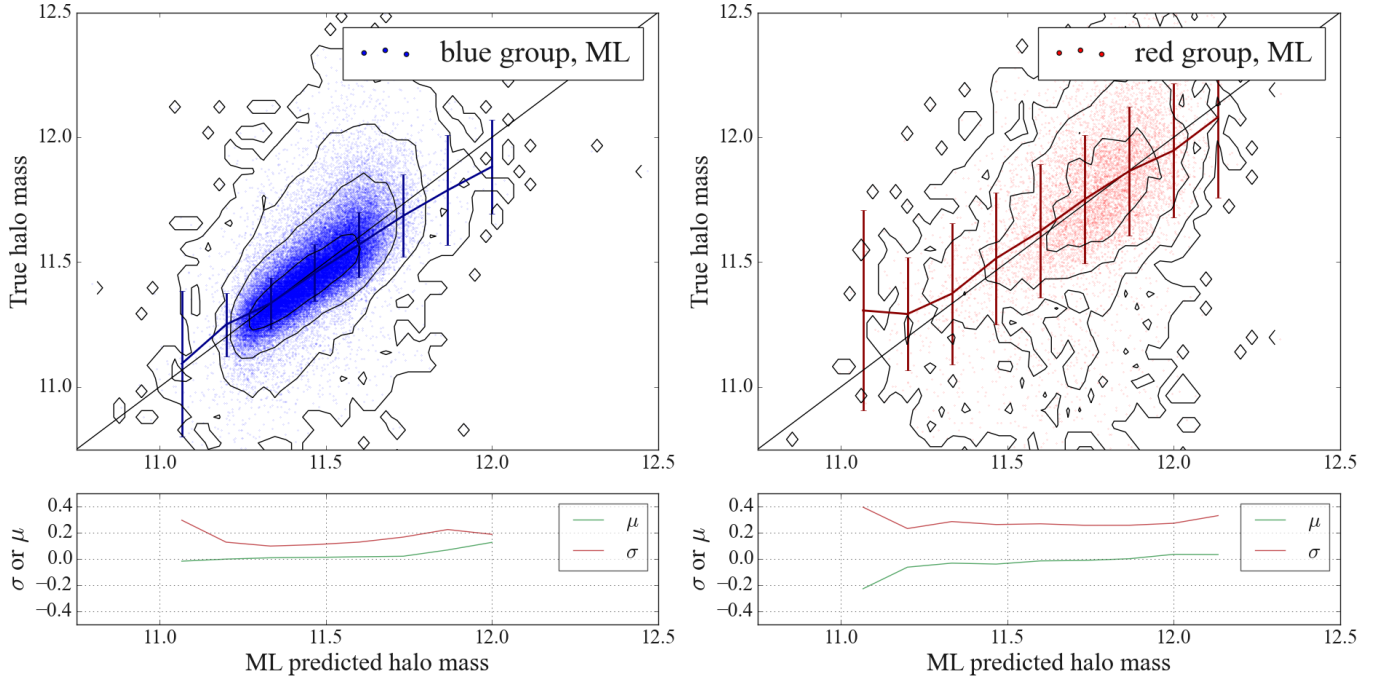 12.5
12.0
11.5
11.0
True halo mass
blue group, ML
11.0
11.5
12.0
12.5
0.4
0.2
0.0
−0.2
−0.4
σ or μ
μ
σ
11.0
11.5
12.0
12.5
ML predicted halo mass
12.5
12.0
11.5
11.0
True halo mass
red group, ML
11.0
11.5
12.0
12.5
0.4
0.2
0.0
−0.2
−0.4
σ or μ
μ
σ
11.0
11.5
12.0
12.5
ML predicted halo mass